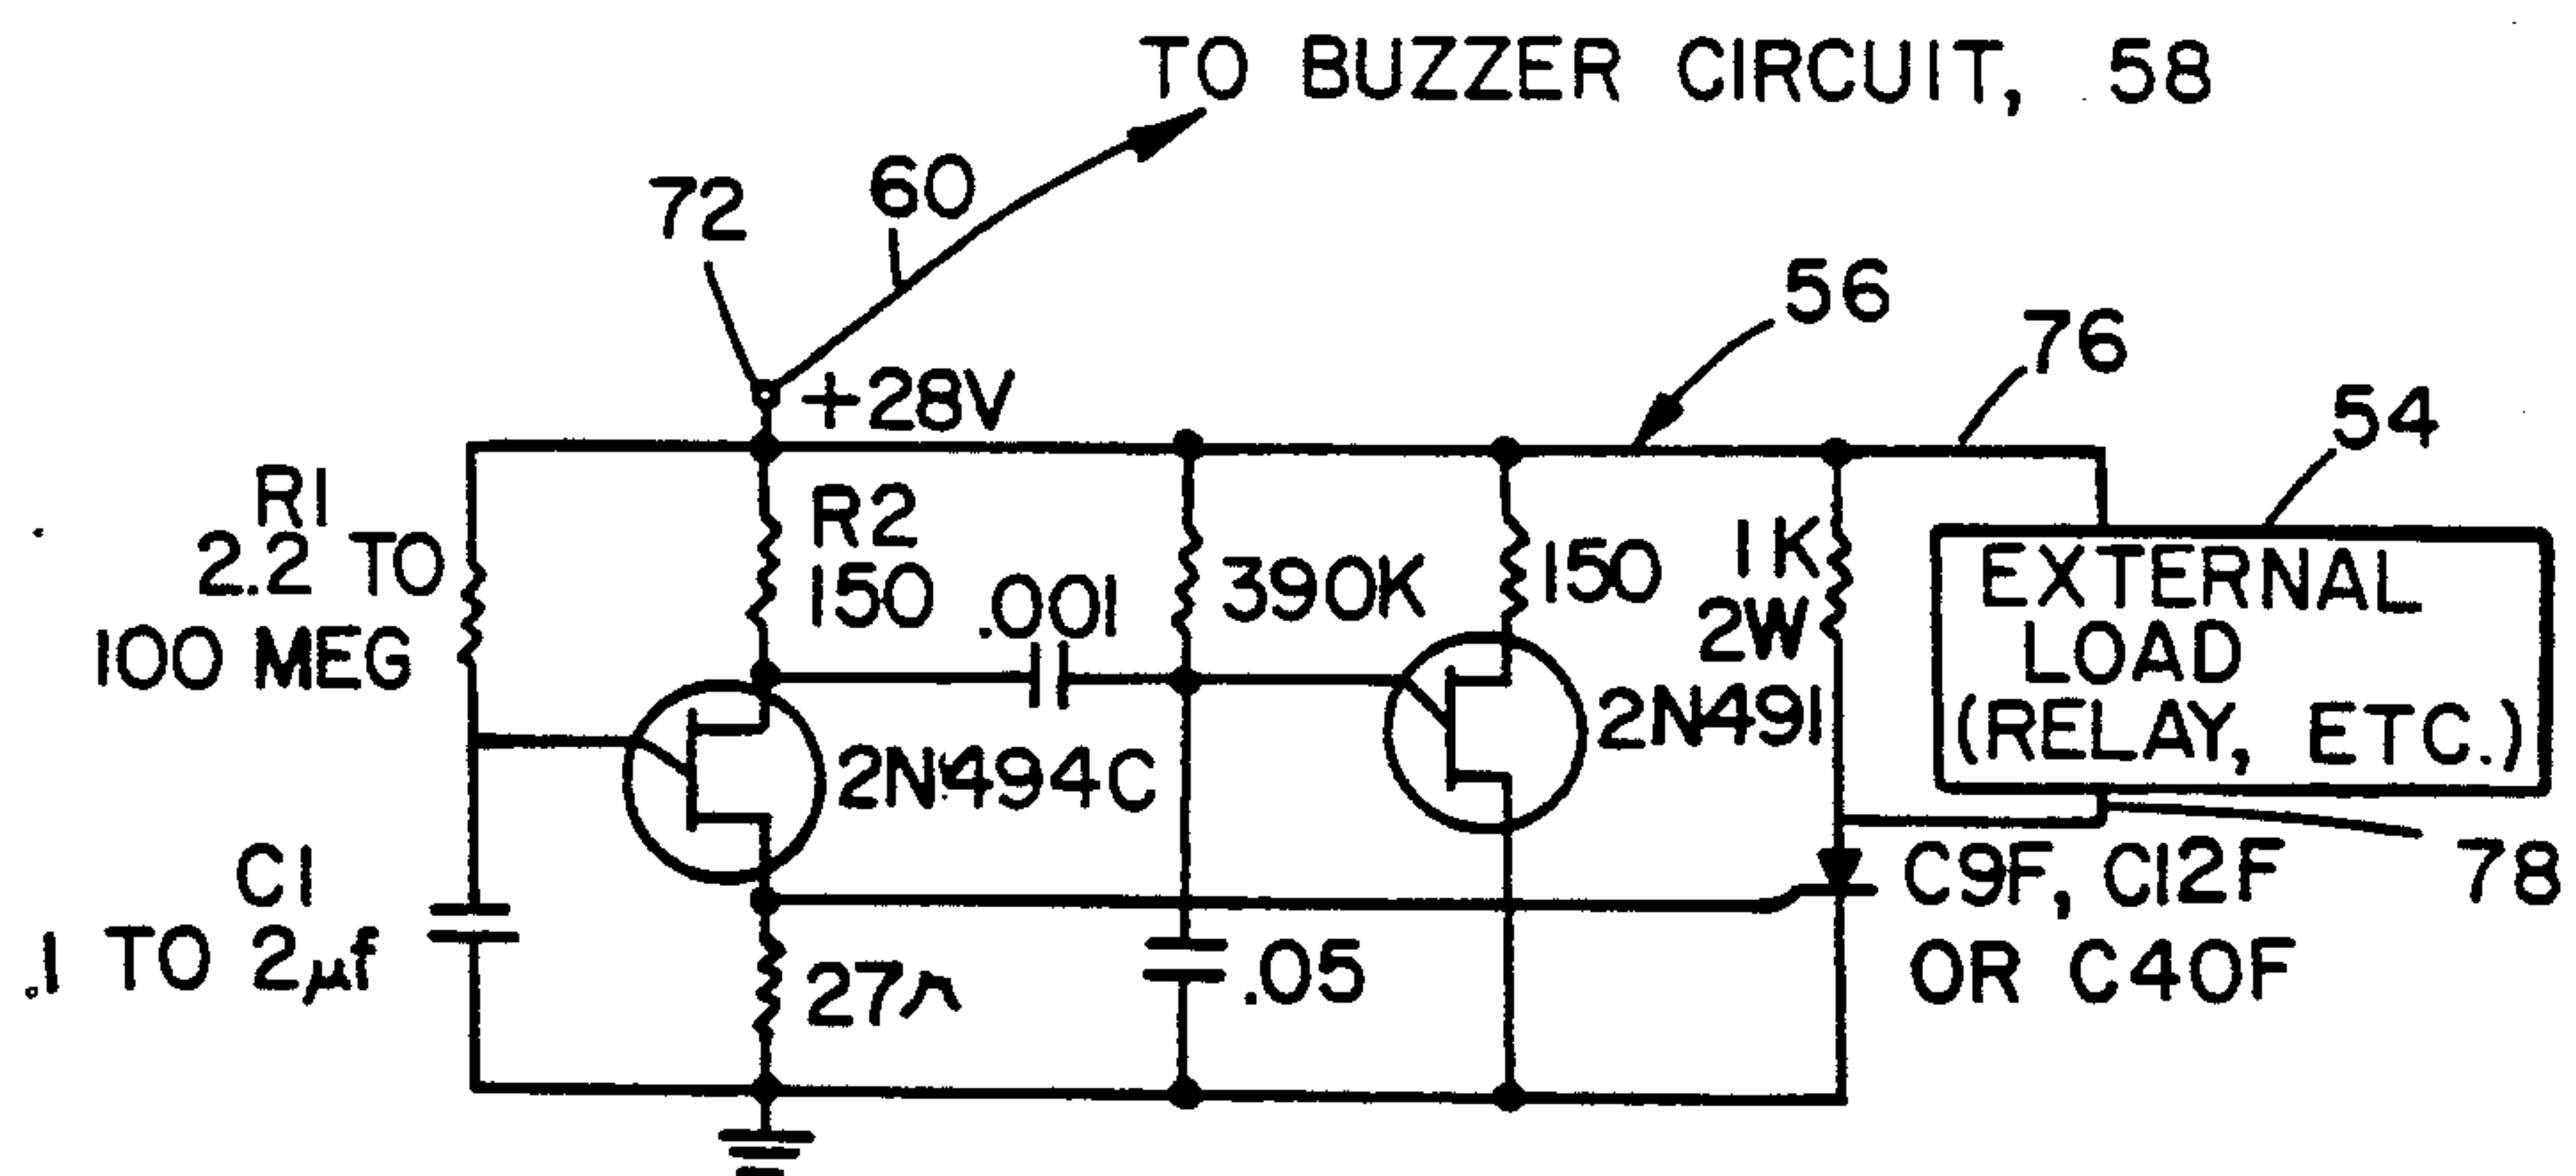 TO BUZZER CIRCUIT, 58
72
60
+28V
56
76
54
R1
2.2 TO
100 MEG
R2
150
.001
390K
150
1K
2W
EXTERNAL
LOAD
(RELAY, ETC.)
2N494C
2N491
C1
.1 TO 2μf
27Ω
.05
C9F, C12F
OR C40F
78